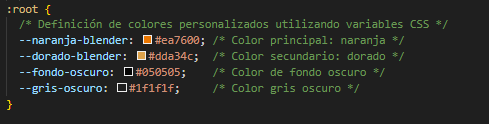 :root {
/* Definición de colores personalizados utilizando variables CSS */
--naranja-blender: #ea7600; /* Color principal: naranja */
--dorado-blender: #dda34c; /* Color secundario: dorado */
--fondo-oscuro: #050505; /* Color de fondo oscuro */
--gris-oscuro: #1f1f1f; /* Color gris oscuro */
}